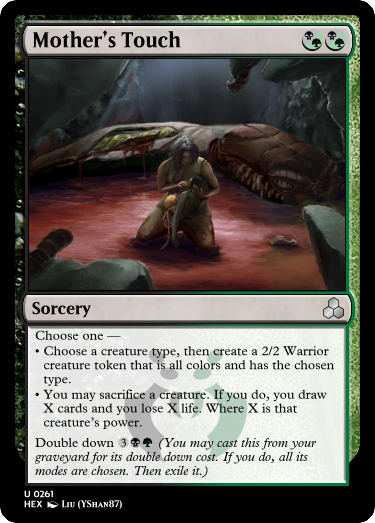 Mother's Touch
Sorcery
Choose one —
• Choose a creature type, then create a 2/2 Warrior
creature token that is all colors and has the chosen
type.
• You may sacrifice a creature. If you do, you draw
X cards and you lose X life. Where X is that
creature's power.
Double down 3 (You may cast this from your
graveyard for its double down cost. If you do, all its
modes are chosen. Then exile it.)
U 0261
HEX Liu (YShan87)